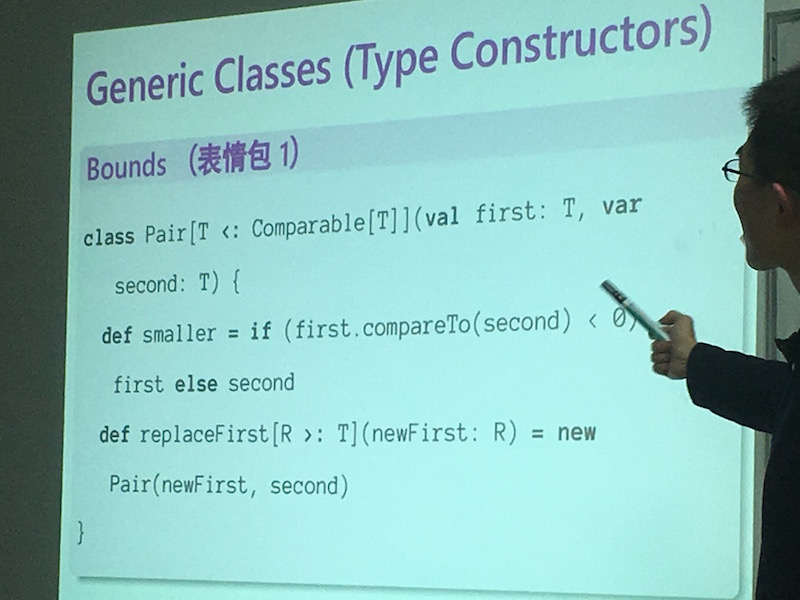 Generic Classes (Type Constructors)
Bounds （表情包 1）
class Pair[T <: Comparable[T]](val first: T, var
second: T) {
def smaller = if (first.compareTo(second) < 0)
first else second
def replaceFirst[R >: T](newFirst: R) = new
Pair(newFirst, second)
}